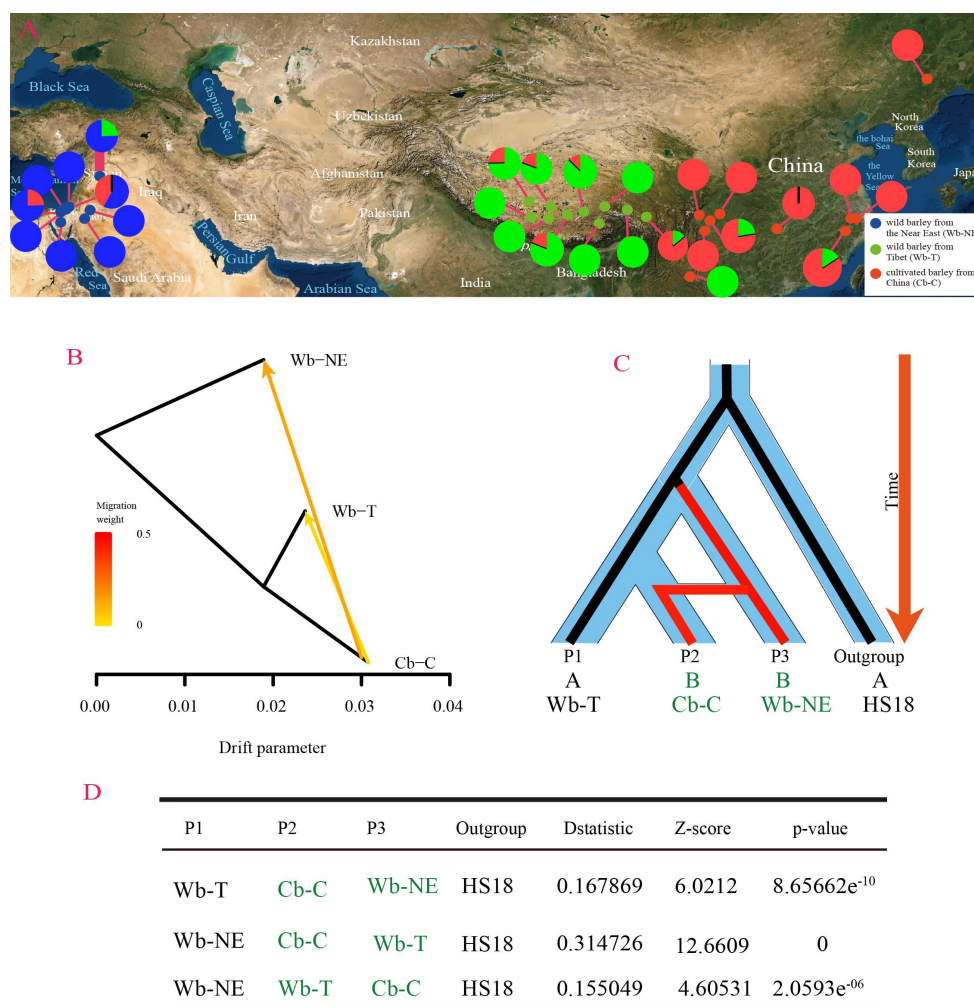 A
Kazakhstan
Black Sea
Caspian Sea
Uzbekistan
North
Korea
the bohai
Sea
South
Korea
China
the
Yellow
Sea
Japa
Afghanistan
Iraq
Iran
Pakistan
Persian
Gulf
Red
Sea
Saudi Arabia
Bangladesh
India
Arabian Sea
wild barley from
the Near East (Wb-NE
wild barley from
Tibet (Wb-T)
cultivated barley from
China (Cb-C)
B
Wb-NE
Wb-T
Migration
weight
0.5
0
Cb-C
0.00 0.01 0.02 0.03 0.04
Drift parameter
C
Time
P1 P2 P3 Outgroup
A B B A
Wb-T Cb-C Wb-NE HS18
D
P1 P2 P3 Outgroup Dstatistic Z-score p-value
Wb-T Cb-C Wb-NE HS18 0.167869 6.0212 8.65662e-10
Wb-NE Cb-C Wb-T HS18 0.314726 12.6609 0
Wb-NE Wb-T Cb-C HS18 0.155049 4.60531 2.0593e-06